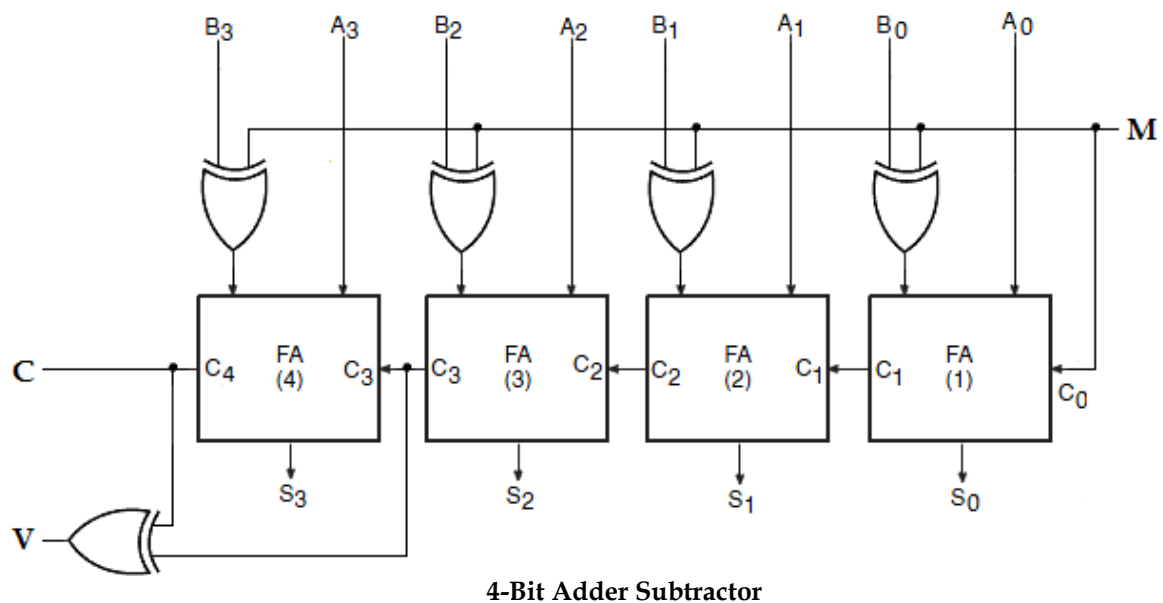 B3 A3 B2 A2 B1 A1 B0 A0
M
FA (4)
FA (3)
FA (2)
FA (1)
C
C4 C3 C3 C2 C2 C1 C1 C0
S3 S2 S1 S0
V
4-Bit Adder Subtractor